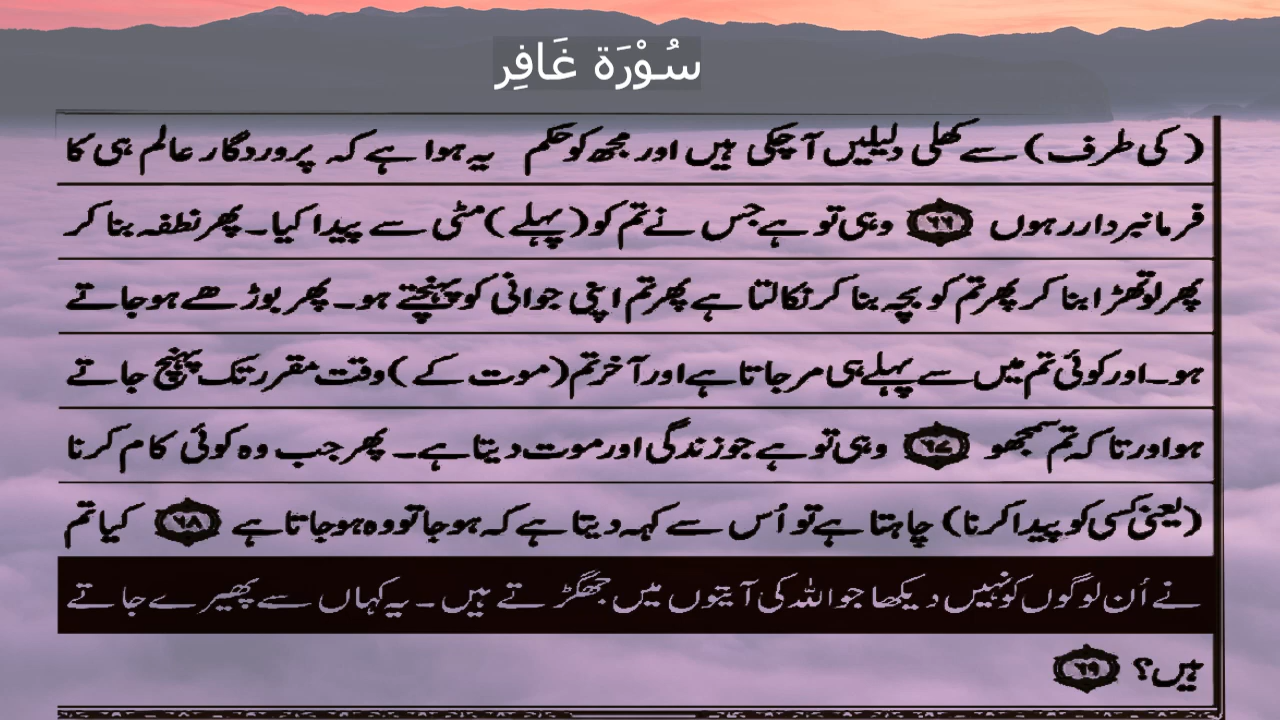 سُوْرَة غَافِر
(کی طرف) سے کھلی دلیلیں آ چکی ہیں اور مجھ کو حکم یہ ہوا ہے کہ پروردگار عالم ہی کا
فرمانبردار رہوں ٦٦ وہی تو ہے جس نے تم کو (پہلے) مٹی سے پیدا کیا۔ پھر نطفہ بنا کر
پھر لوتھڑا بنا کر پھر تم کو بچہ بنا کر نکالتا ہے پھر تم اپنی جوانی کو پہنچتے ہو۔ پھر بوڑھے ہو جاتے
ہو۔ اور کوئی تم میں سے پہلے ہی مر جاتا ہے اور آخر تم (موت کے) وقت مقرر تک پہنچ جاتے
ہو اور تاکہ تم سمجھو ٦٧ وہی تو ہے جو زندگی اور موت دیتا ہے۔ پھر جب وہ کوئی کام کرنا
(یعنی کسی کو پیدا کرنا) چاہتا ہے تو اُس سے کہہ دیتا ہے کہ ہو جا تو وہ ہو جاتا ہے ٦٨ کیا تم
نے اُن لوگوں کو نہیں دیکھا جو اللہ کی آیتوں میں جھگڑتے ہیں۔ یہ کہاں سے پھیرے جاتے
ہیں؟ ٦٩